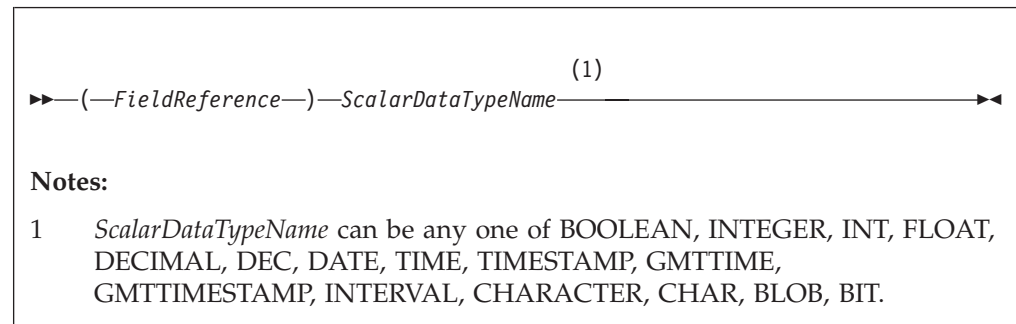 (1)
►►—(—FieldReference—)—ScalarDataTypeName—►◄
Notes:
1 ScalarDataTypeName can be any one of BOOLEAN, INTEGER, INT, FLOAT,
DECIMAL, DEC, DATE, TIME, TIMESTAMP, GMTTIME,
GMTTIMESTAMP, INTERVAL, CHARACTER, CHAR, BLOB, BIT.